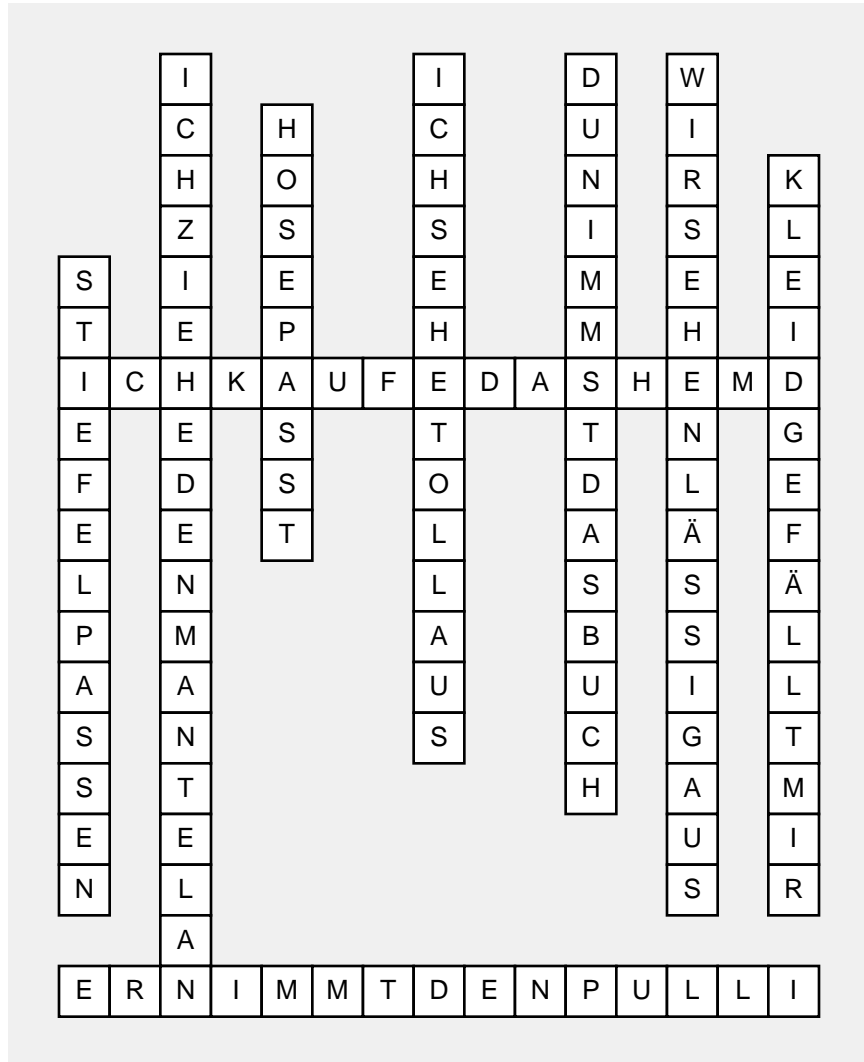 ICHZIEHEDENMANTELAN
ICHSEHETOLLAUS
DUNIMMSTDASBUCH
WIRSEHENLÄSSIGAUS
HOSEPASST
KLEIDGEFÄLLTMIR
STIEFELPASSEN
ICHKAUFEDASHEMD
ERNIMMTDENPULLI